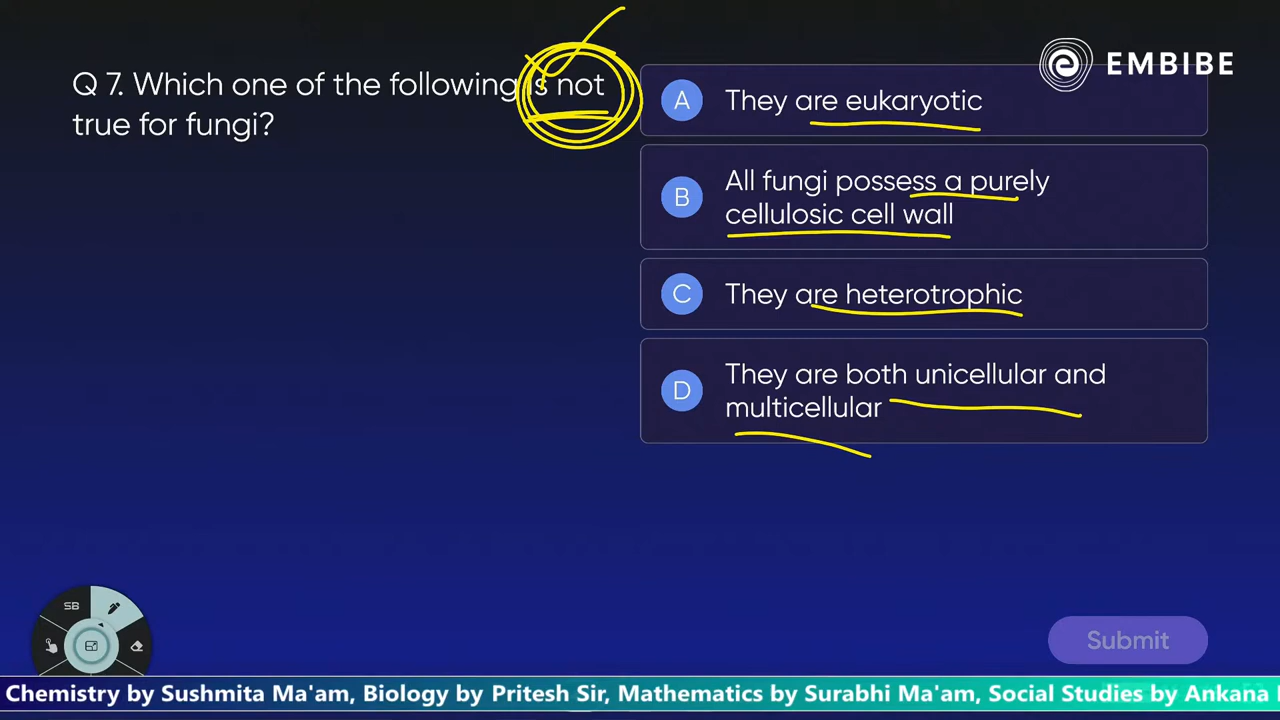 EMBIBE
Q 7. Which one of the following is not
true for fungi?
A They are eukaryotic
B All fungi possess a purely
cellulosic cell wall
C They are heterotrophic
D They are both unicellular and
multicellular
SB
Submit
Chemistry by Sushmita Ma'am, Biology by Pritesh Sir, Mathematics by Surabhi Ma'am, Social Studies by Ankana